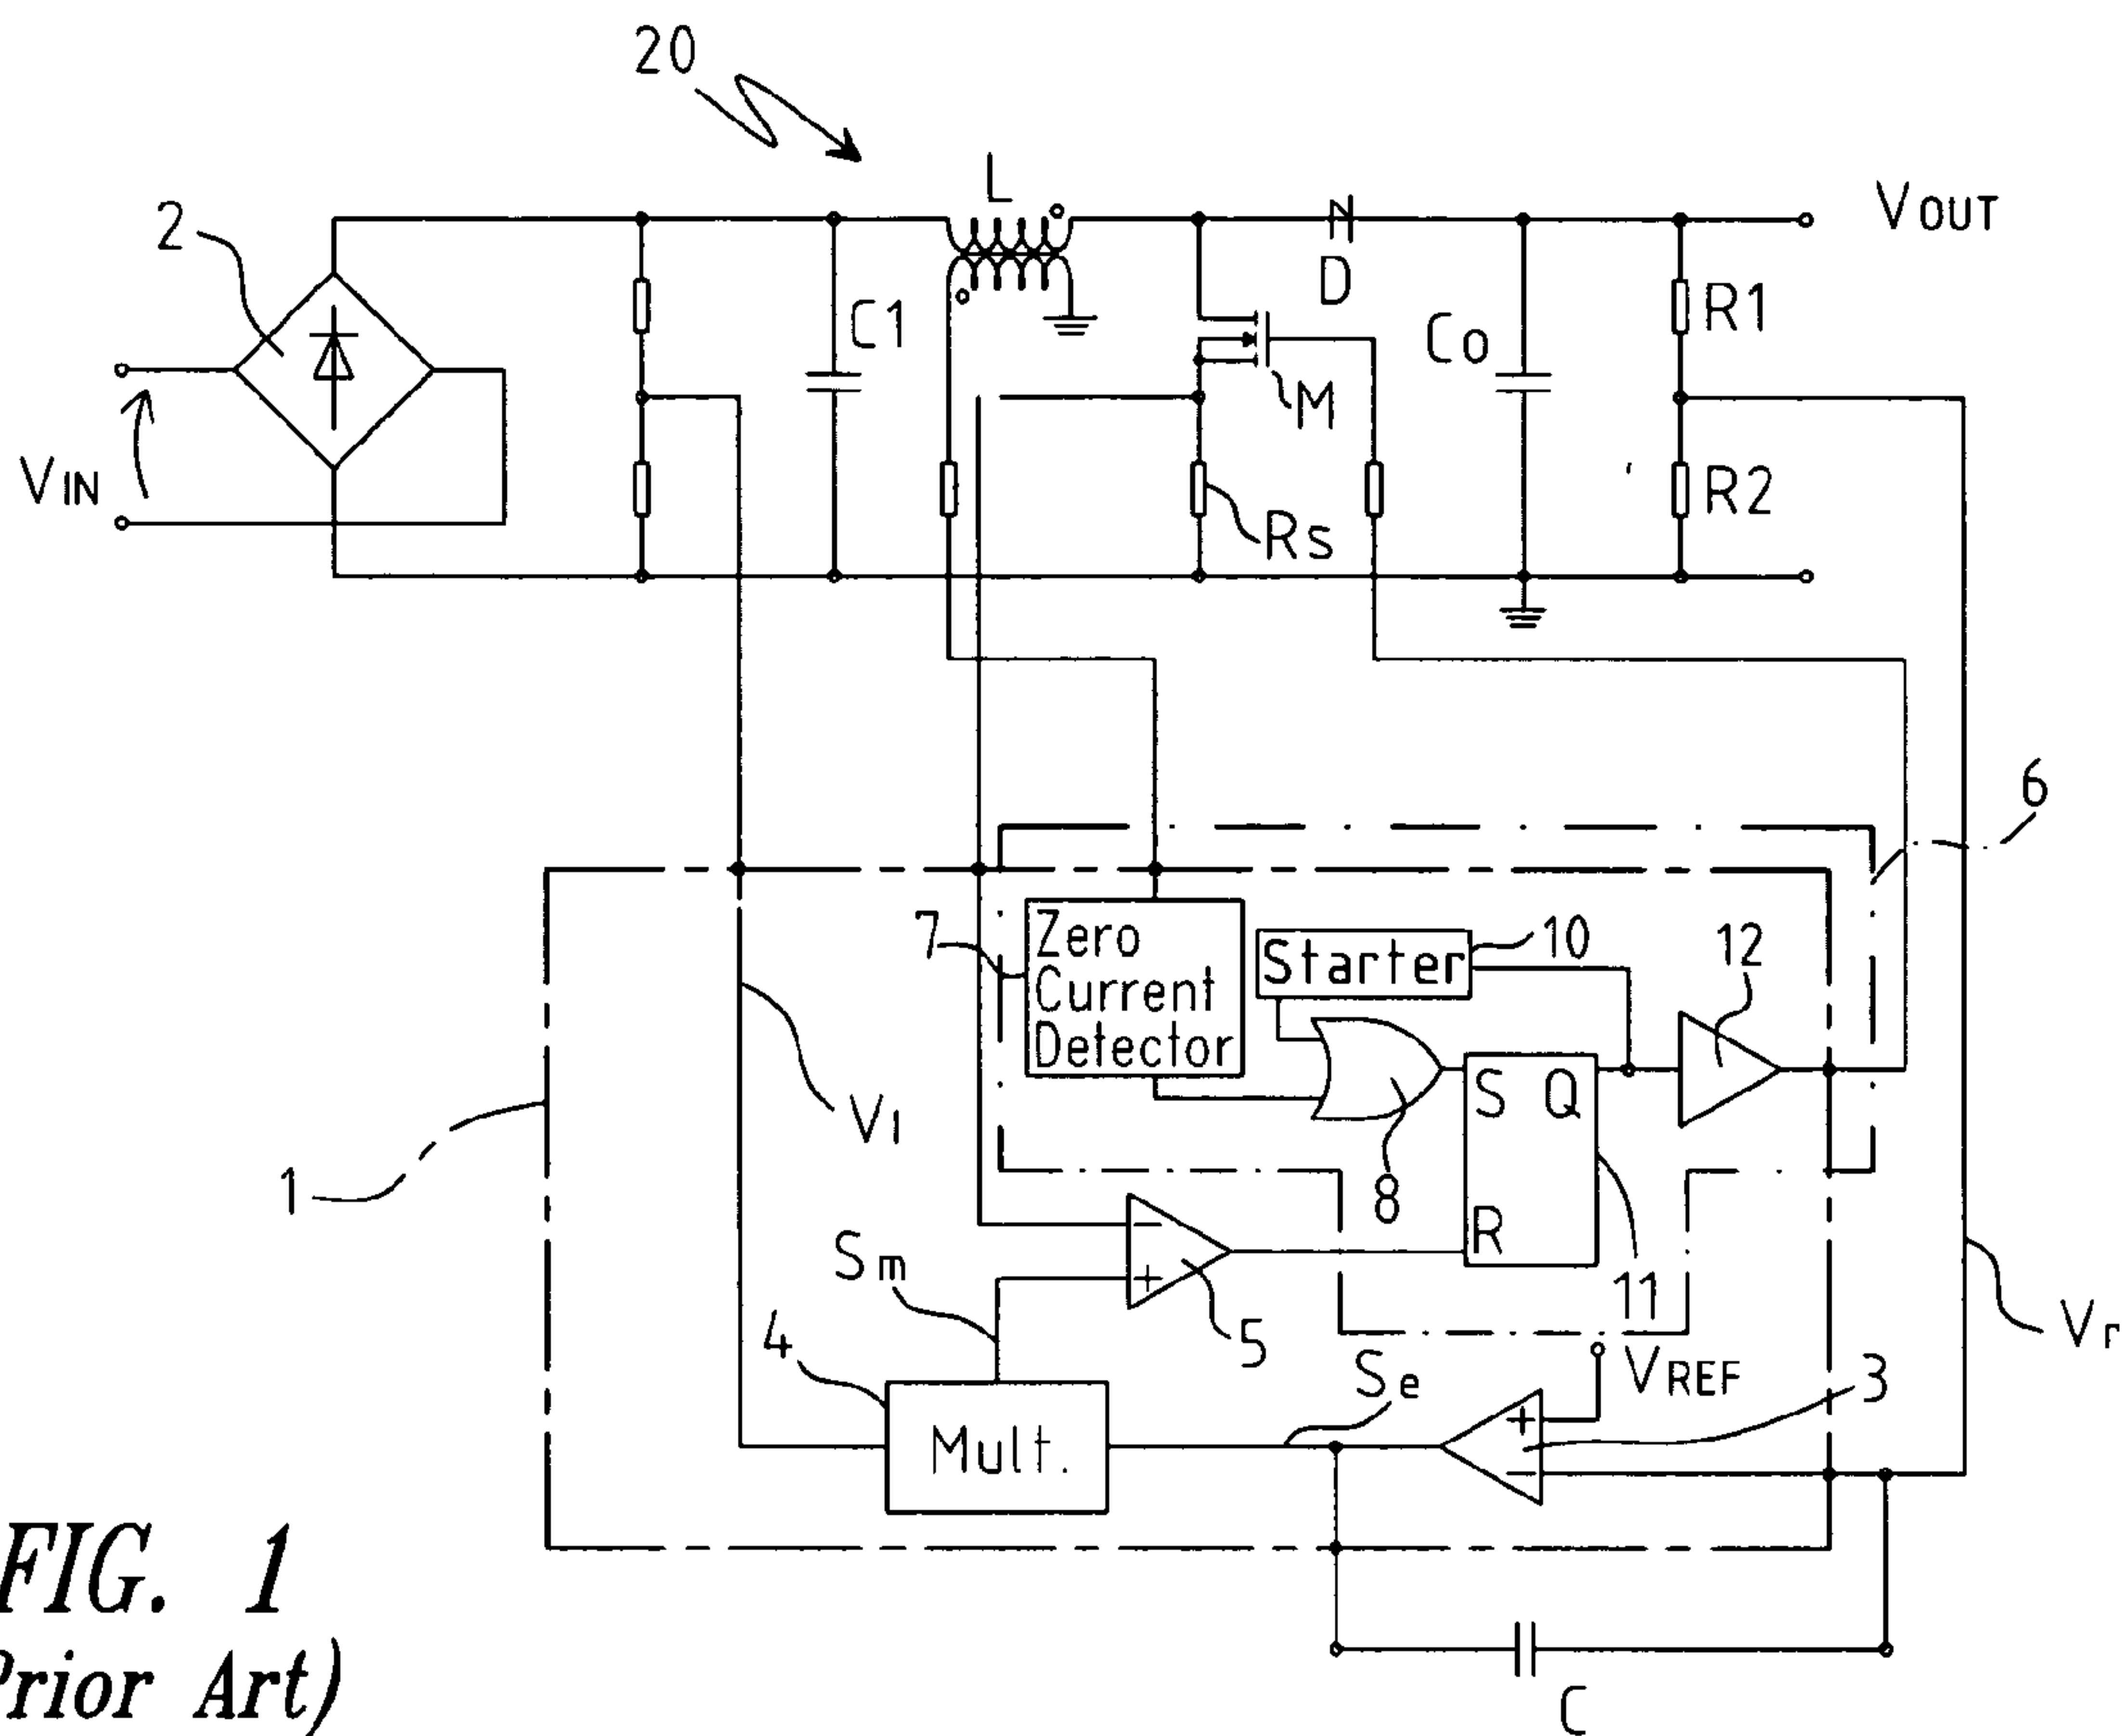 20
L
2
VOUT
C1
D
R1
Co
M
VIN
R2
Rs
6
7
Zero
Current
Detector
Starter
10
12
V1
S Q
1
8
R
Sm
11
4
5
VREF
Se
3
Vr
Mult.
+
-
-
+
FIG. 1
Prior Art)
C